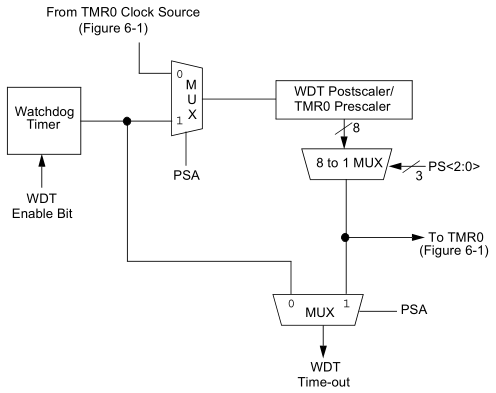 From TMR0 Clock Source
(Figure 6-1)
0
M
U
X
1
WDT Postscaler/
TMR0 Prescaler
Watchdog
Timer
8
PSA
8 to 1 MUX
PS<2:0>
3
WDT
Enable Bit
To TMR0
(Figure 6-1)
0
1
MUX
PSA
WDT
Time-out